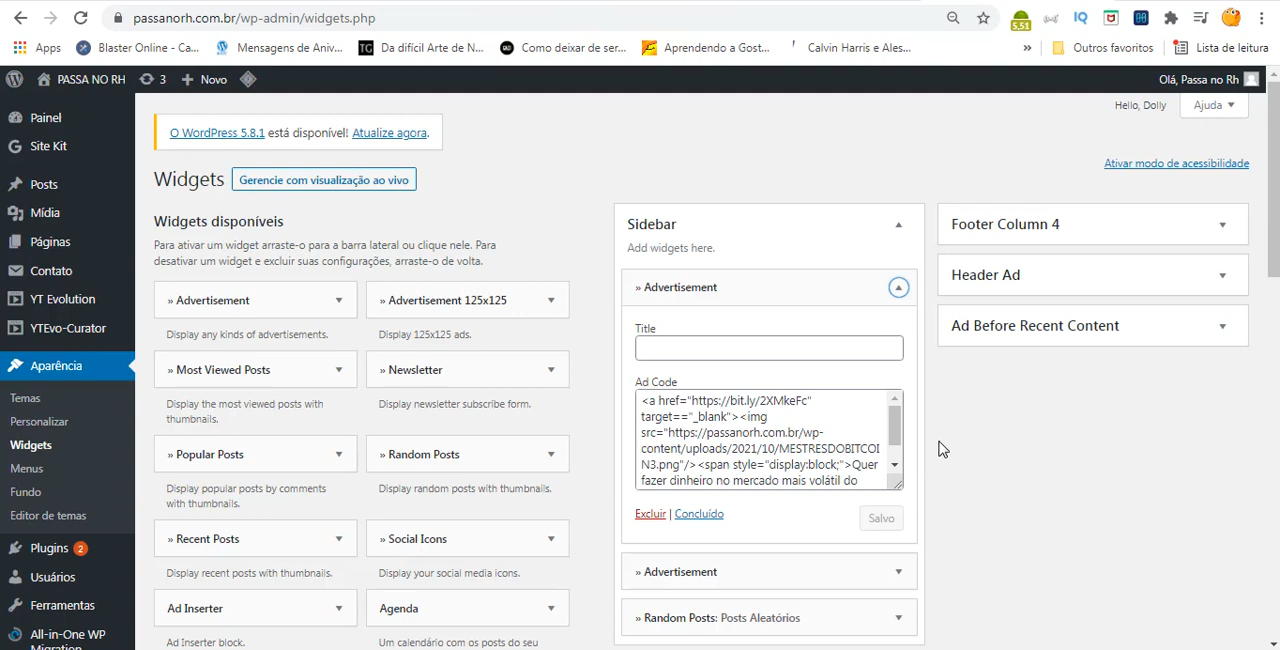 passanorh.com.br/wp-admin/widgets.php
5,51
IQ
Apps
Blaster Online - Ca...
Mensagens de Aniv...
TG
Da difícil Arte de N...
Como deixar de ser...
Aprendendo a Gost...
Calvin Harris e Ales...
»
Outros favoritos
Lista de leitura
PASSA NO RH
3
+ Novo
Olá, Passa no Rh
Painel
Site Kit
Posts
Mídia
Páginas
Contato
YT Evolution
YTEvo-Curator
Aparência
Temas
Personalizar
Widgets
Menus
Fundo
Editor de temas
Plugins 2
Usuários
Ferramentas
All-in-One WP
Migration
Hello, Dolly
Ajuda
O WordPress 5.8.1 está disponível! Atualize agora.
Ativar modo de acessibilidade
Widgets
Gerencie com visualização ao vivo
Widgets disponíveis
Para ativar um widget arraste-o para a barra lateral ou clique nele. Para
desativar um widget e excluir suas configurações, arraste-o de volta.
» Advertisement
Display any kinds of advertisements.
» Advertisement 125x125
Display 125x125 ads.
» Most Viewed Posts
Display the most viewed posts with
thumbnails.
» Newsletter
Display newsletter subscribe form.
» Popular Posts
Display popular posts by comments
with thumbnails.
» Random Posts
Display random posts with thumbnails.
» Recent Posts
Display recent posts with thumbnails.
» Social Icons
Display your social media icons.
Ad Inserter
Ad Inserter block.
Agenda
Um calendário com os posts do seu
Sidebar
Add widgets here.
» Advertisement
Title
Ad Code
<a href="https://bit.ly/2XMkeFc"
target=="_blank"><img
src="https://passanorh.com.br/wp-
content/uploads/2021/10/MESTRESDOBITCOI
N3.png"/><span style="display:block;">Quer
fazer dinheiro no mercado mais volátil do
Excluir | Concluído
Salvo
» Advertisement
» Random Posts: Posts Aleatórios
Footer Column 4
Header Ad
Ad Before Recent Content